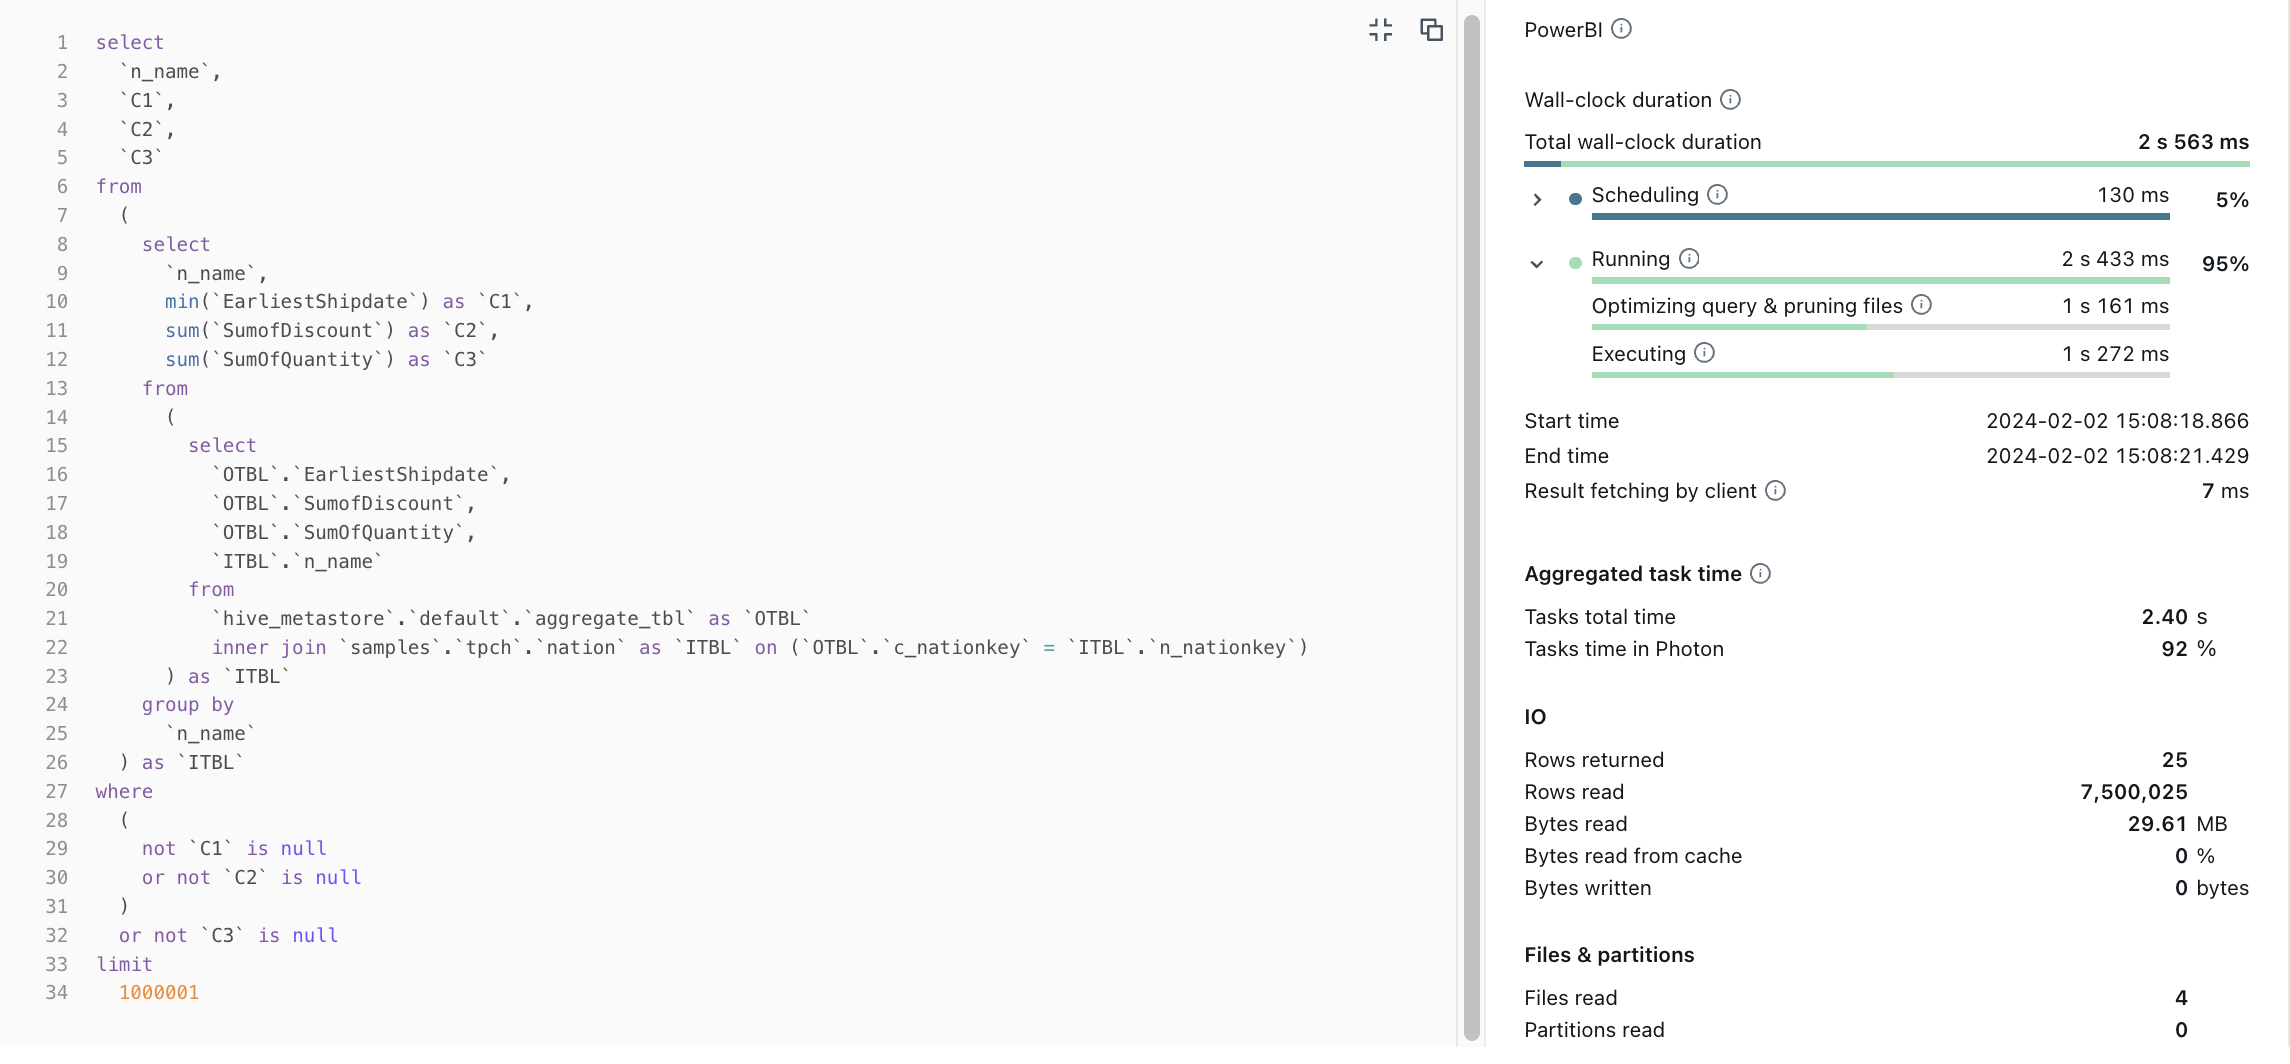 1 select
2 `n_name`,
3 `C1`,
4 `C2`,
5 `C3`
6 from
7 (
8 select
9 `n_name`,
10 min(`EarliestShipdate`) as `C1`,
11 sum(`SumofDiscount`) as `C2`,
12 sum(`SumOfQuantity`) as `C3`
13 from
14 (
15 select
16 `OTBL`.`EarliestShipdate`,
17 `OTBL`.`SumofDiscount`,
18 `OTBL`.`SumOfQuantity`,
19 `ITBL`.`n_name`
20 from
21 `hive_metastore`.`default`.`aggregate_tbl` as `OTBL`
22 inner join `samples`.`tpch`.`nation` as `ITBL` on (`OTBL`.`c_nationkey` = `ITBL`.`n_nationkey`)
23 ) as `ITBL`
24 group by
25 `n_name`
26 ) as `ITBL`
27 where
28 (
29 not `C1` is null
30 or not `C2` is null
31 )
32 or not `C3` is null
33 limit
34 1000001
PowerBI
Wall-clock duration
Total wall-clock duration 2 s 563 ms
Scheduling 130 ms 5%
Running 2 s 433 ms 95%
Optimizing query & pruning files 1 s 161 ms
Executing 1 s 272 ms
Start time 2024-02-02 15:08:18.866
End time 2024-02-02 15:08:21.429
Result fetching by client 7 ms
Aggregated task time
Tasks total time 2.40 s
Tasks time in Photon 92 %
IO
Rows returned 25
Rows read 7,500,025
Bytes read 29.61 MB
Bytes read from cache 0 %
Bytes written 0 bytes
Files & partitions
Files read 4
Partitions read 0